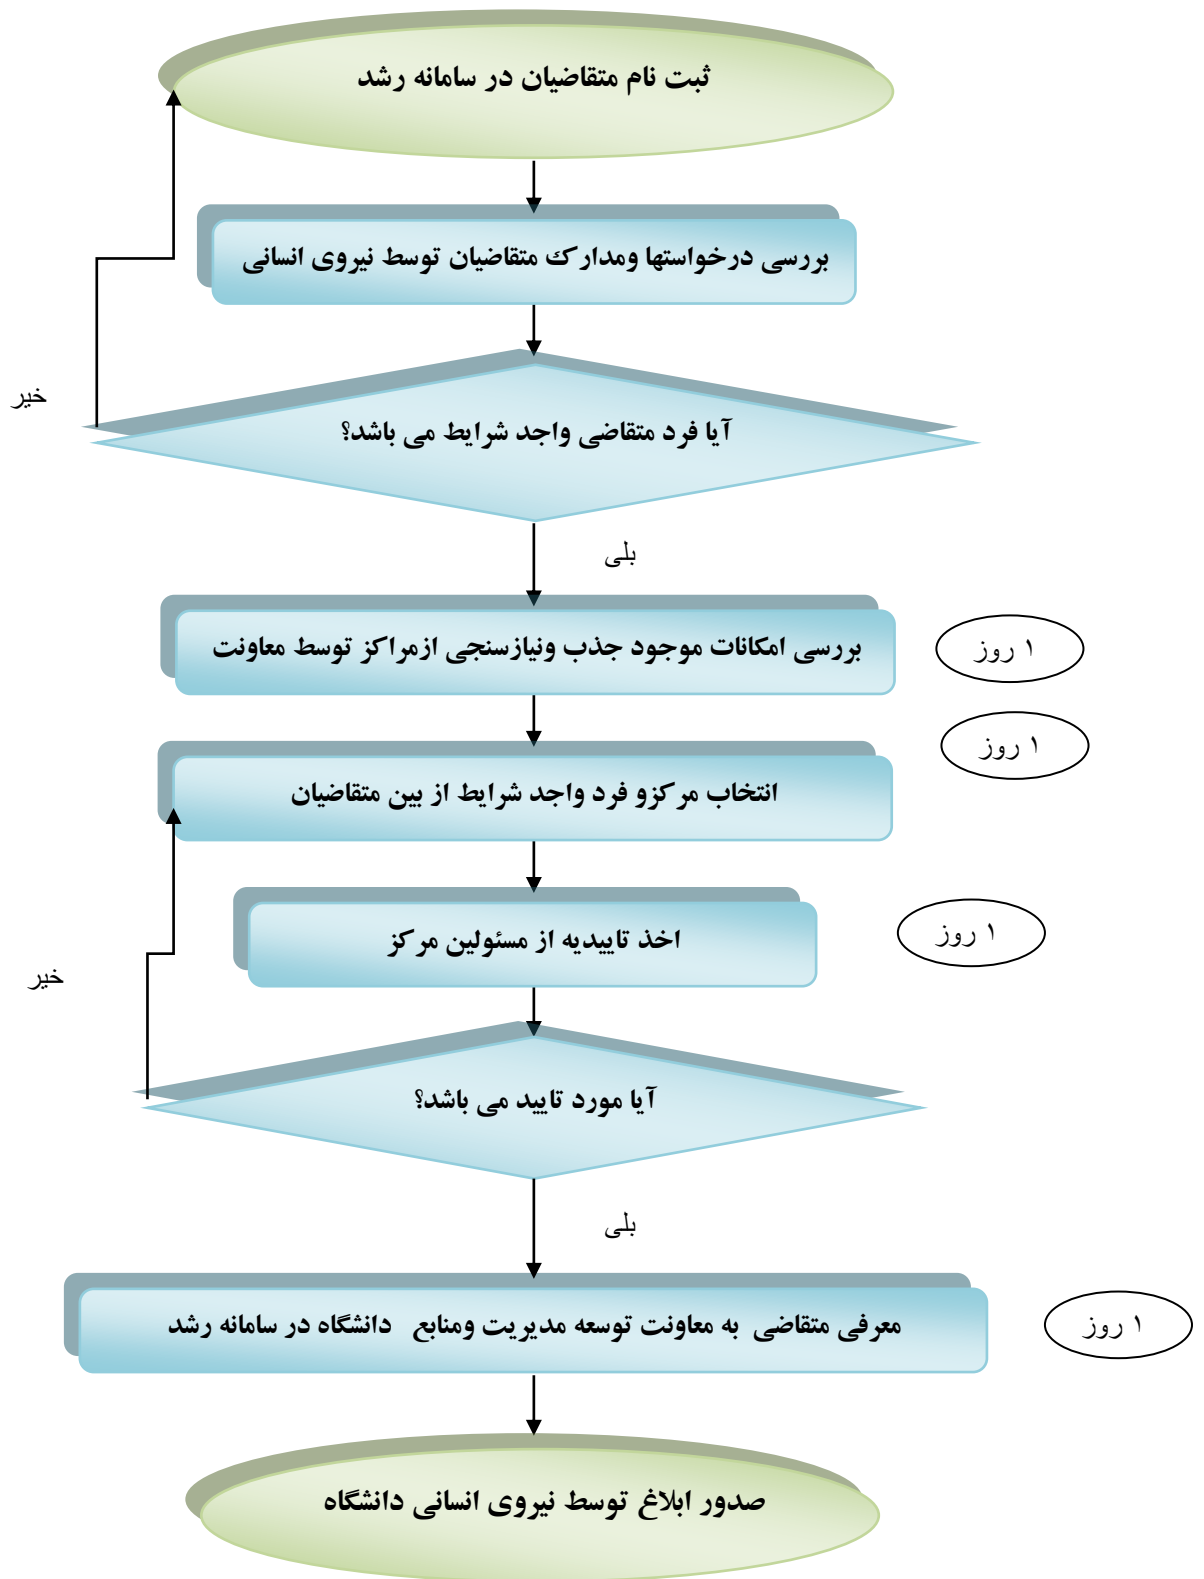 ثبت نام متقاضیان در سامانه رشد
بررسی درخواستها ومدارک متقاضیان توسط نیروی انسانی
خیر
آیا فرد متقاضی واجد شرایط می باشد؟
بلی
بررسی امکانات موجود جذب ونیازسنجی ازمراکز توسط معاونت
۱ روز
۱ روز
انتخاب مرکزو فرد واجد شرایط از بین متقاضیان
اخذ تاییدیه از مسئولین مرکز
۱ روز
خیر
آیا مورد تایید می باشد؟
بلی
معرفی متقاضی به معاونت توسعه مدیریت ومنابع دانشگاه در سامانه رشد
۱ روز
صدور ابلاغ توسط نیروی انسانی دانشگاه